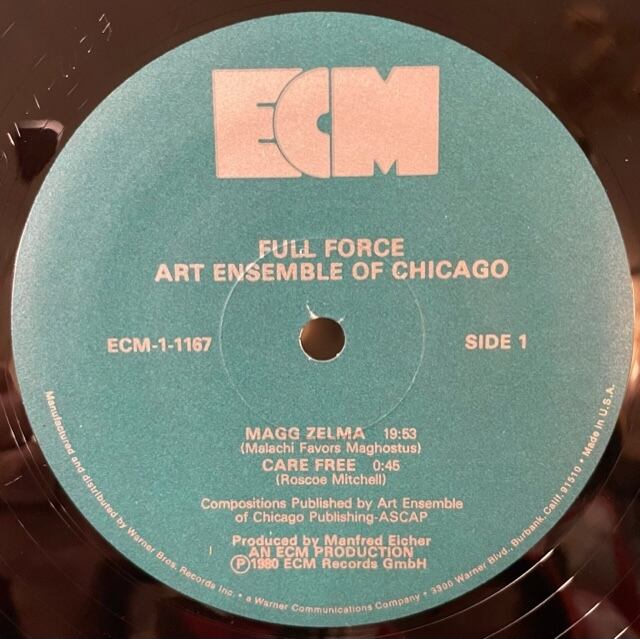 ECM
FULL FORCE
ART ENSEMBLE OF CHICAGO
ECM-1-1167
SIDE 1
MAGG ZELMA 19:53
(Malachi Favors Maghostus)
CARE FREE 0:45
(Roscoe Mitchell)
Compositions Published by Art Ensemble
of Chicago Publishing-ASCAP
Produced by Manfred Eicher
AN ECM PRODUCTION
Ⓟ1980 ECM Records GmbH
Manufactured and distributed by Warner Bros. Records Inc. • a Warner Communications Company • 3300 Warner Blvd., Burbank, Calif. 91510 • Made in U.S.A.